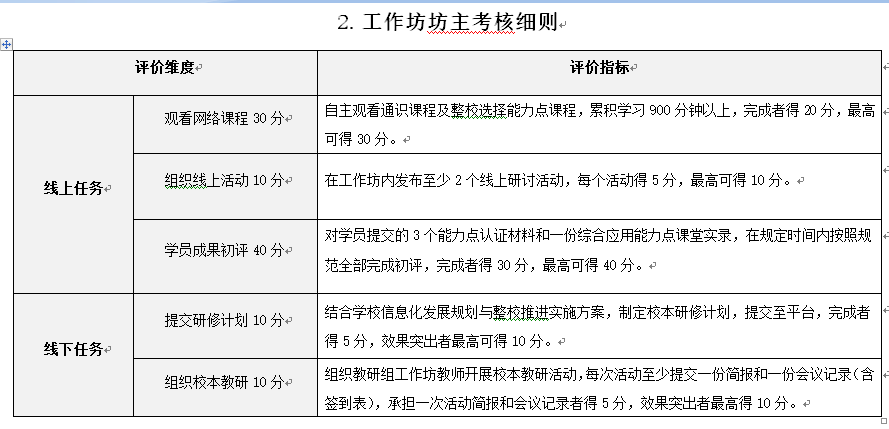 2. 工作坊坊主考核细则
评价维度
评价指标
线上任务
观看网络课程 30 分
自主观看通识课程及整校选择能力点课程，累积学习 900 分钟以上，完成者得 20 分，最高
可得 30 分。
组织线上活动 10 分
在工作坊内发布至少 2 个线上研讨活动，每个活动得 5 分，最高可得 10 分。
学员成果初评 40 分
对学员提交的 3 个能力点认证材料和一份综合应用能力点课堂实录，在规定时间内按照规
范全部完成初评，完成者得 30 分，最高可得 40 分。
线下任务
提交研修计划 10 分
结合学校信息化发展规划与整校推进实施方案，制定校本研修计划，提交至平台，完成者
得 5 分，效果突出者最高可得 10 分。
组织校本教研 10 分
组织教研组工作坊教师开展校本教研活动，每次活动至少提交一份简报和一份会议记录（含
签到表），承担一次活动简报和会议记录者得 5 分，效果突出者最高得 10 分。